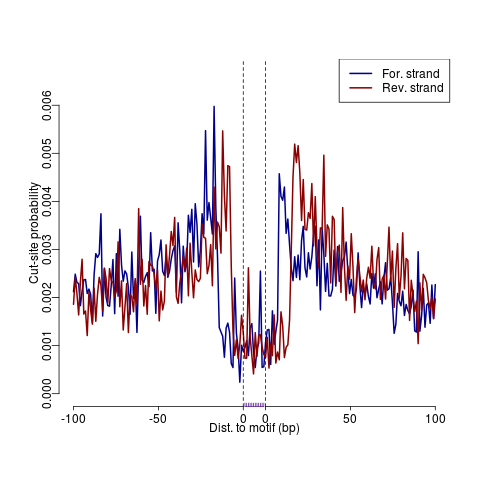 For. strand
Rev. strand
Cut-site probability
0.006
0.005
0.004
0.003
0.002
0.001
0.000
-100 -50 0 0 50 100
Dist. to motif (bp)